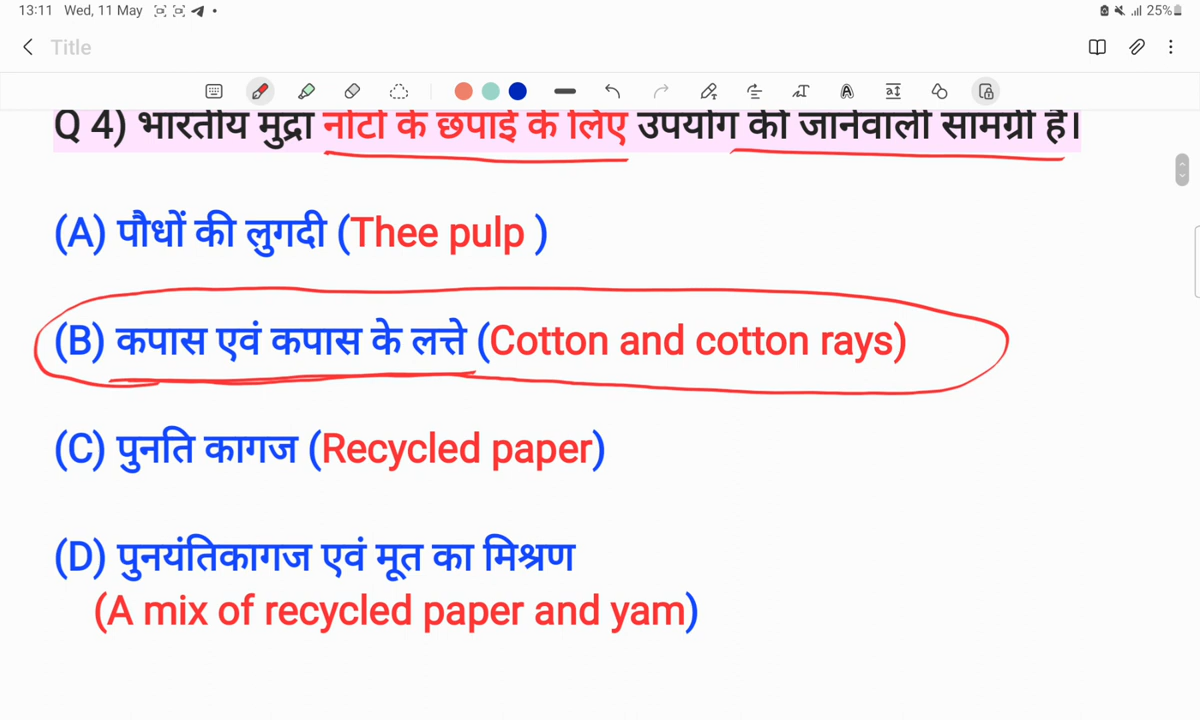 13:11 Wed, 11 May 25%
Title
Q 4) भारतीय मुद्रा नोटों के छपाई के लिए उपयोग की जानेवाली सामग्री है।
(A) पौधों की लुगदी (Thee pulp )
(B) कपास एवं कपास के लत्ते (Cotton and cotton rays)
(C) पुनति कागज (Recycled paper)
(D) पुनयंतिकागज एवं मूत का मिश्रण
(A mix of recycled paper and yam)